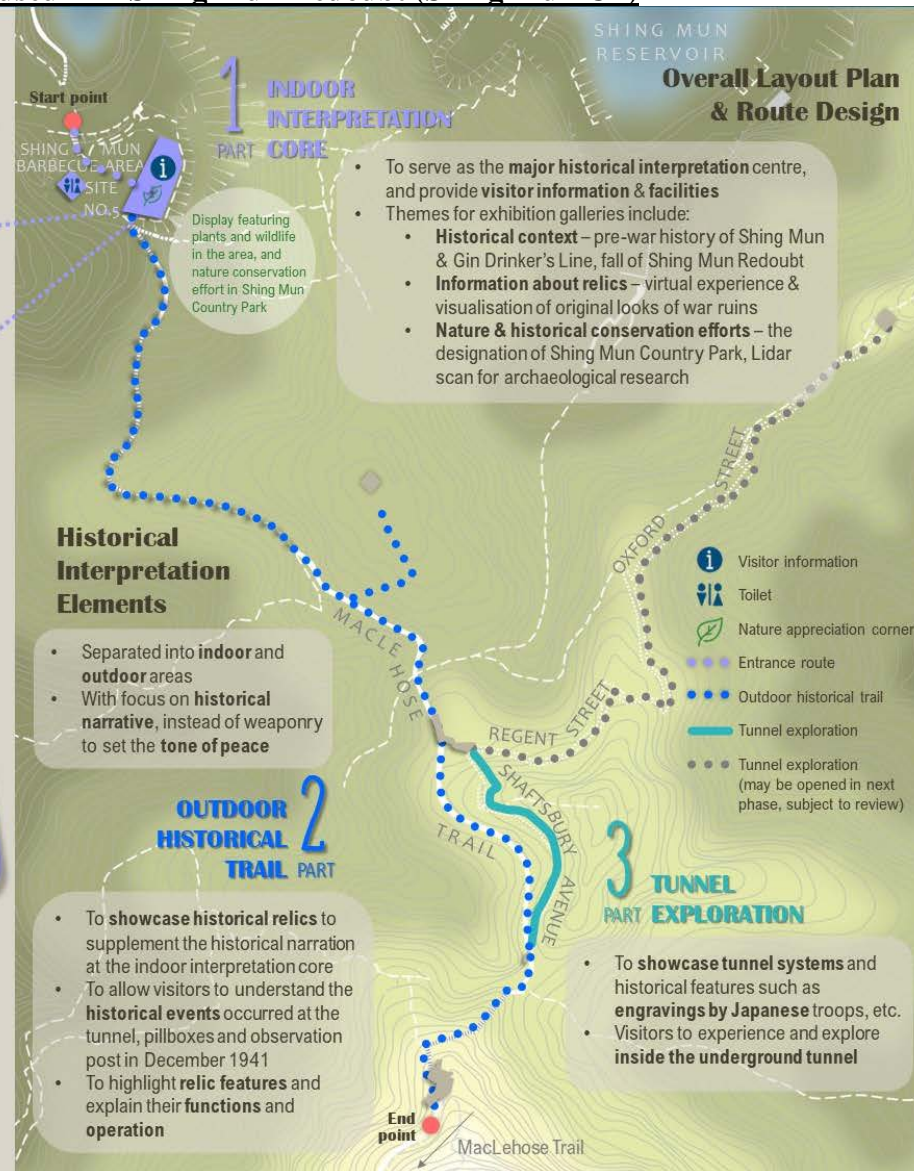 SHING MUN
RESERVOIR
Overall Layout Plan
& Route Design
Start point
SHING MUN
BARBECUE AREA
SITE
NO.5
1
PART
INDOOR
INTERPRETATION
CORE
Display featuring
plants and wildlife
in the area, and
nature conservation
effort in Shing Mun
Country Park
• To serve as the major historical interpretation centre,
and provide visitor information & facilities
• Themes for exhibition galleries include:
• Historical context – pre-war history of Shing Mun
& Gin Drinker's Line, fall of Shing Mun Redoubt
• Information about relics – virtual experience &
visualisation of original looks of war ruins
• Nature & historical conservation efforts – the
designation of Shing Mun Country Park, Lidar
scan for archaeological research
Historical
Interpretation
Elements
• Separated into indoor and
outdoor areas
• With focus on historical
narrative, instead of weaponry
to set the tone of peace
MACLEHOSE
TRAIL
OXFORD
STREET
REGENT
STREET
SHAFTSBURY
AVENUE
i Visitor information
Toilet
Nature appreciation corner
Entrance route
Outdoor historical trail
Tunnel exploration
Tunnel exploration
(may be opened in next
phase, subject to review)
OUTDOOR
HISTORICAL
TRAIL
2
PART
• To showcase historical relics to
supplement the historical narration
at the indoor interpretation core
• To allow visitors to understand the
historical events occurred at the
tunnel, pillboxes and observation
post in December 1941
• To highlight relic features and
explain their functions and
operation
3
PART
TUNNEL
EXPLORATION
• To showcase tunnel systems and
historical features such as
engravings by Japanese troops, etc.
• Visitors to experience and explore
inside the underground tunnel
End
point
MacLehose Trail